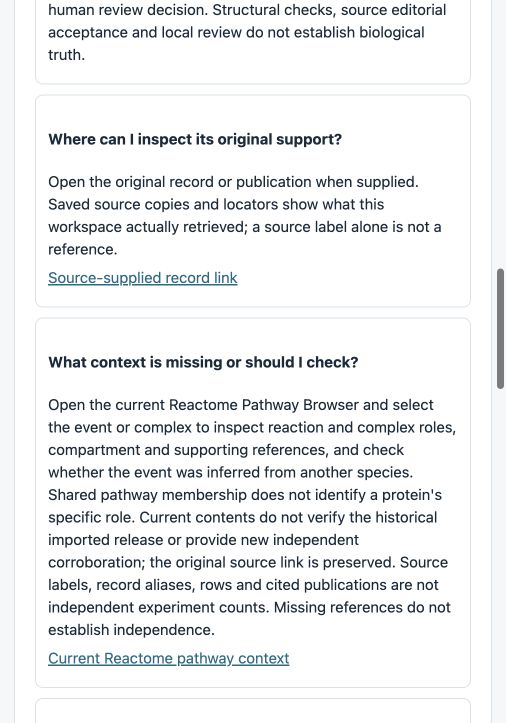 human review decision. Structural checks, source editorial
acceptance and local review do not establish biological
truth.
Where can I inspect its original support?
Open the original record or publication when supplied.
Saved source copies and locators show what this
workspace actually retrieved; a source label alone is not a
reference.
Source-supplied record link
What context is missing or should I check?
Open the current Reactome Pathway Browser and select
the event or complex to inspect reaction and complex roles,
compartment and supporting references, and check
whether the event was inferred from another species.
Shared pathway membership does not identify a protein's
specific role. Current contents do not verify the historical
imported release or provide new independent
corroboration; the original source link is preserved. Source
labels, record aliases, rows and cited publications are not
independent experiment counts. Missing references do not
establish independence.
Current Reactome pathway context